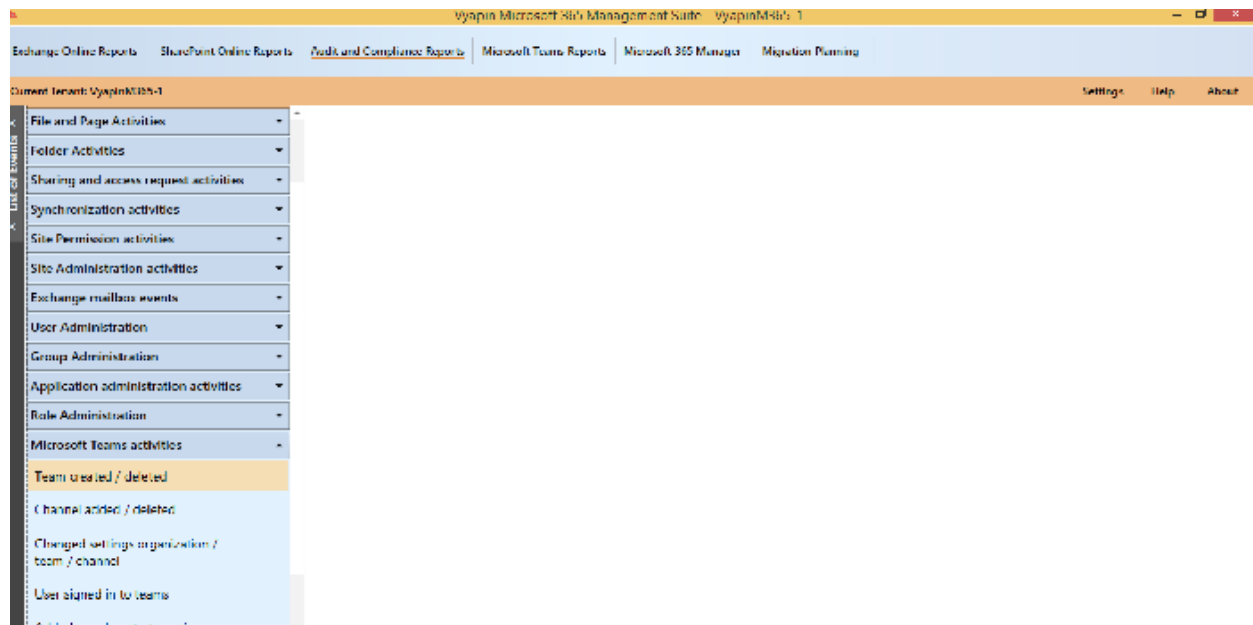 Vyapin Microsoft 365 Management Suite - VyapinM365-1
Exchange Online Reports SharePoint Online Reports Audit and Compliance Reports Microsoft Teams Reports Microsoft 365 Manager Migration Planning
Current Tenant: VyapinM365-1 Settings Help About
List of Events
File and Page Activities
Folder Activities
Sharing and access request activities
Synchronization activities
Site Permission activities
Site Administration activities
Exchange mailbox events
User Administration
Group Administration
Application administration activities
Role Administration
Microsoft Teams activities
Team created / deleted
Channel added / deleted
Changed settings organization /
team / channel
User signed in to teams